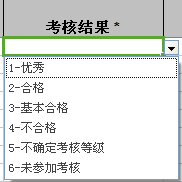 考核结果 *
1-优秀
2-合格
3-基本合格
4-不合格
5-不确定考核等级
6-未参加考核